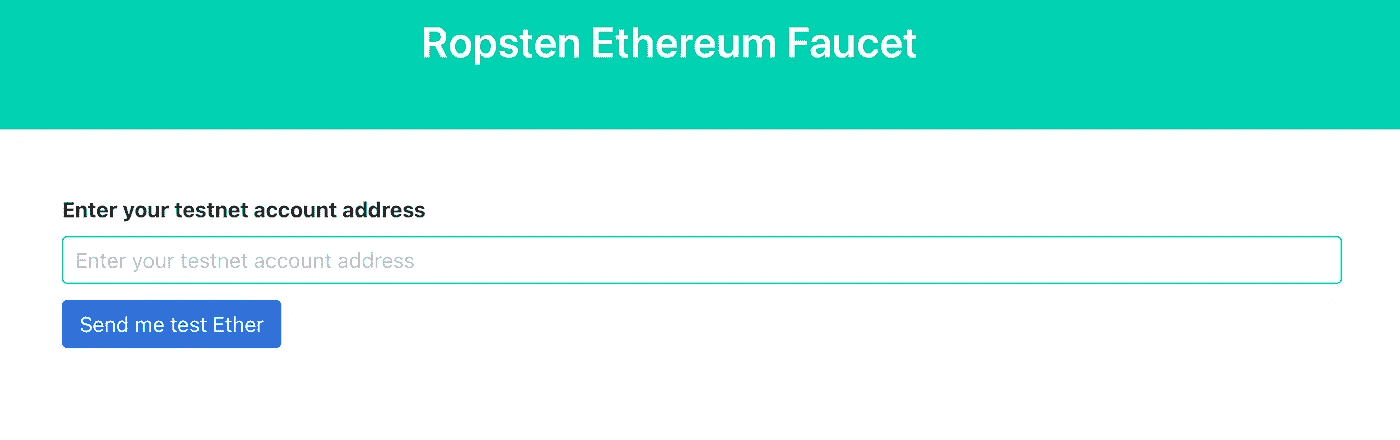 Ropsten Ethereum Faucet
Enter your testnet account address
Enter your testnet account address
Send me test Ether